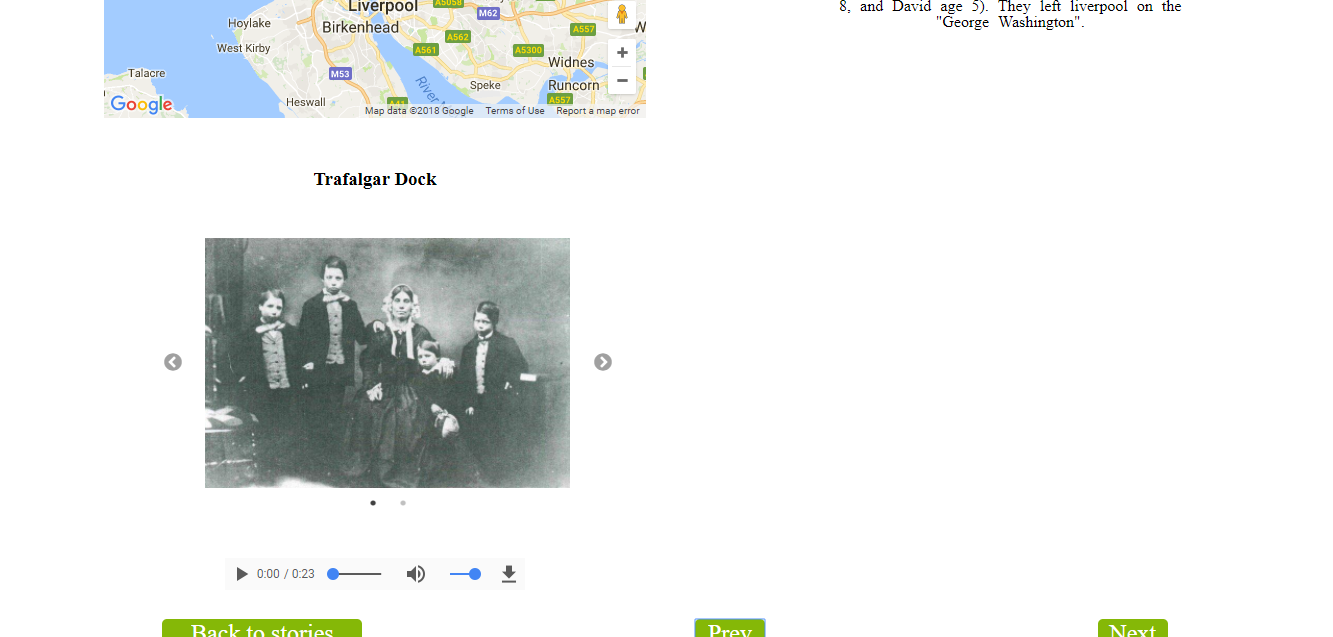 Liverpool
A5058
M62
Hoylake
Birkenhead
A557
A562
West Kirby
A561
A5300
Widnes
Talacre
M53
River
Speke
Runcorn
Heswall
A41
A557
Google
Map data ©2018 Google Terms of Use Report a map error
8, and David age 5). They left liverpool on the
"George Washington".
Trafalgar Dock
0:00 / 0:23
Back to stories
Prev
Next